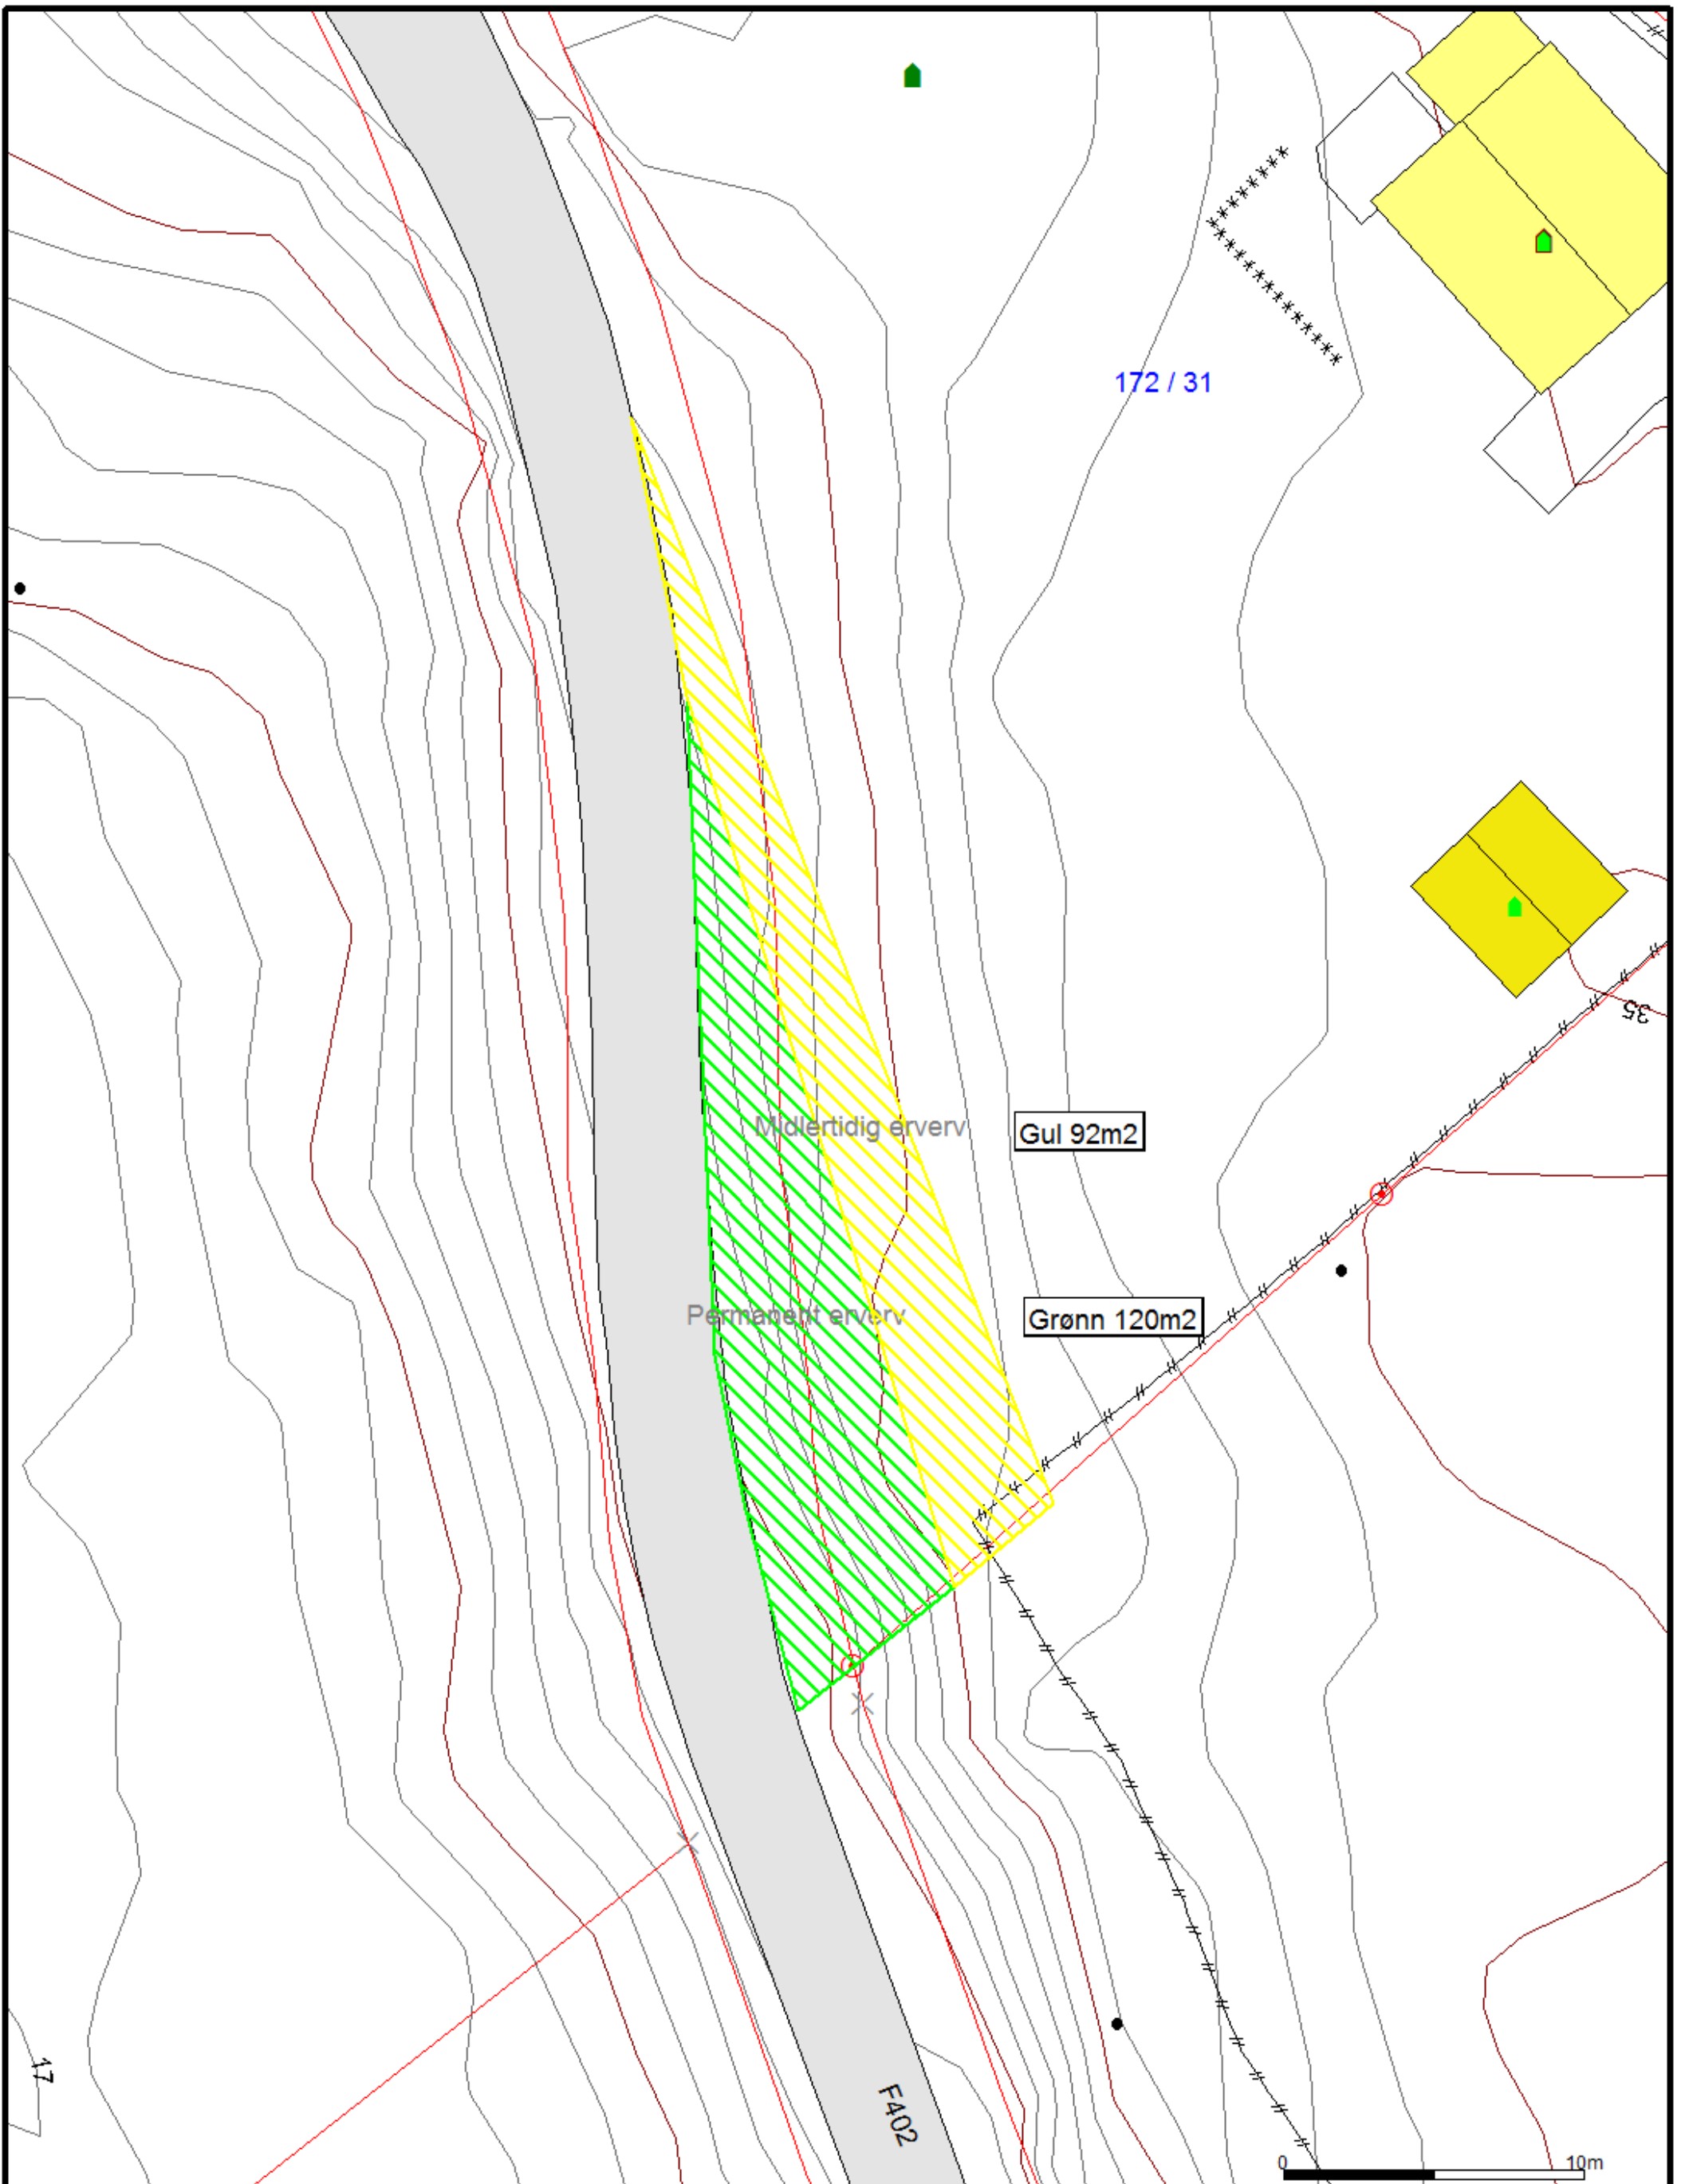 172 / 31
35
Midlertidig erverv
Gul 92m2
Permanent erverv
Grønn 120m2
17
F402
0 10m